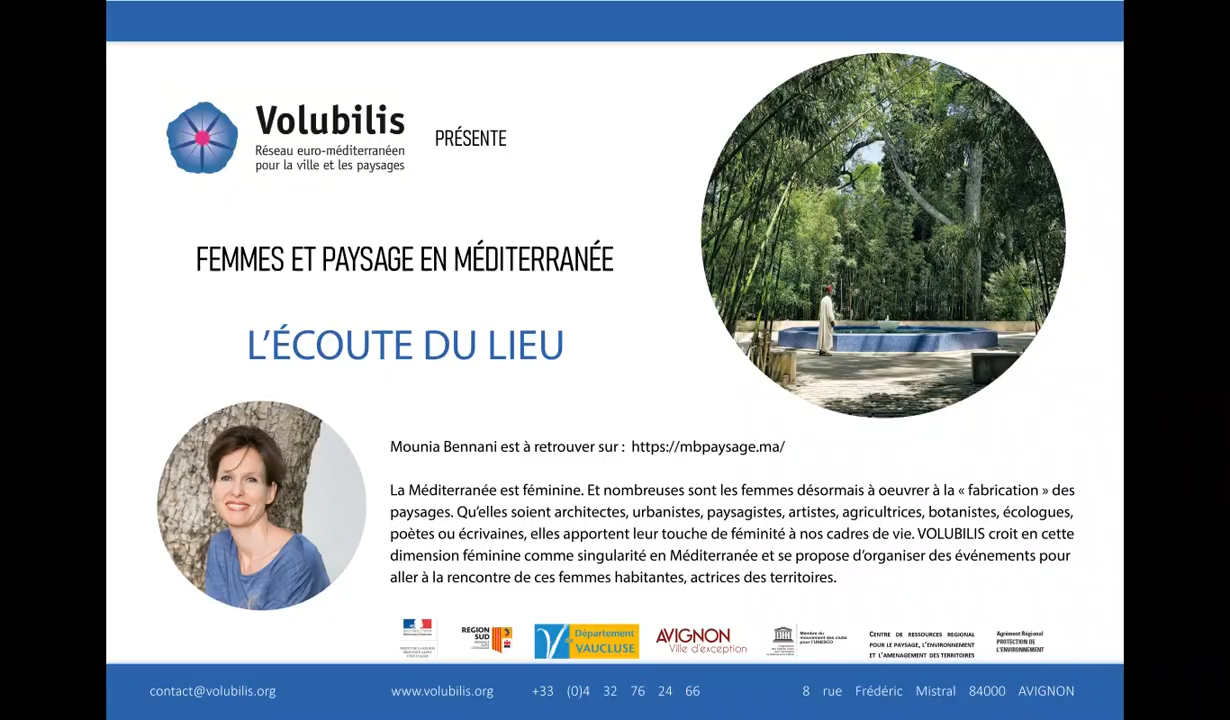 Volubilis
Réseau euro-méditerranéen
pour la ville et les paysages
PRÉSENTE
FEMMES ET PAYSAGE EN MÉDITERRANÉE
L'ÉCOUTE DU LIEU
Mounia Bennani est à retrouver sur : https://mbpaysage.ma/
La Méditerranée est féminine. Et nombreuses sont les femmes désormais à oeuvrer à la « fabrication » des
paysages. Qu'elles soient architectes, urbanistes, paysagistes, artistes, agricultrices, botanistes, écologues,
poètes ou écrivaines, elles apportent leur touche de féminité à nos cadres de vie. VOLUBILIS croit en cette
dimension féminine comme singularité en Méditerranée et se propose d'organiser des événements pour
aller à la rencontre de ces femmes habitantes, actrices des territoires.
REGION
SUD
Département
VAUCLUSE
AVIGNON
Ville d'exception
Membre du
mouvement des clubs
pour l'UNESCO
CENTRE DE RESSOURCES REGIONAL
POUR LE PAYSAGE, L'ENVIRONNEMENT
ET L'AMENAGEMENT DES TERRITOIRES
Agrément Régional
PROTECTION DE
L'ENVIRONNEMENT
contact@volubilis.org
www.volubilis.org
+33 (0)4 32 76 24 66
8 rue Frédéric Mistral 84000 AVIGNON